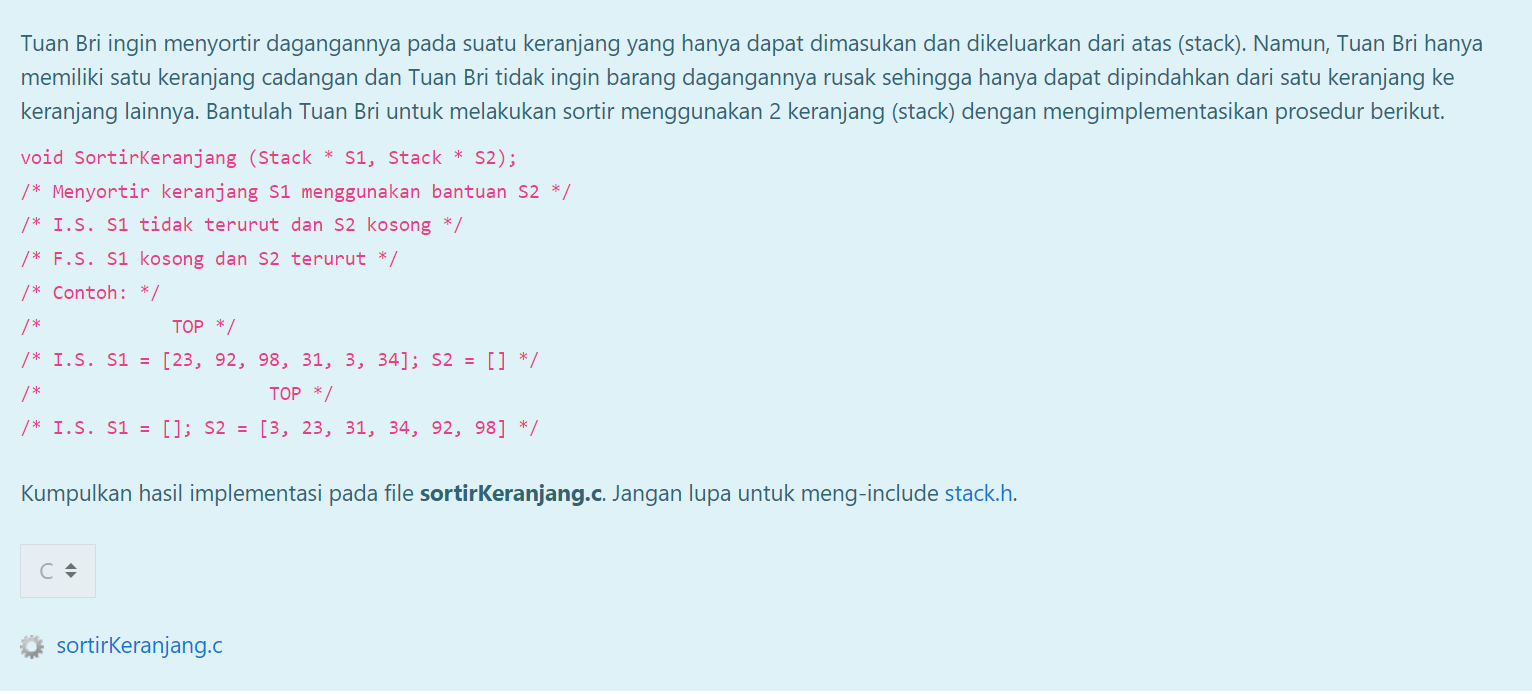 Tuan Bri ingin menyortir dagangannya pada suatu keranjang yang hanya dapat dimasukan dan dikeluarkan dari atas (stack). Namun, Tuan Bri hanya
memiliki satu keranjang cadangan dan Tuan Bri tidak ingin barang dagangannya rusak sehingga hanya dapat dipindahkan dari satu keranjang ke
keranjang lainnya. Bantulah Tuan Bri untuk melakukan sortir menggunakan 2 keranjang (stack) dengan mengimplementasikan prosedur berikut.
void SortirKeranjang (Stack * S1, Stack * S2);
/* Menyortir keranjang S1 menggunakan bantuan S2 */
/* I.S. S1 tidak terurut dan S2 kosong */
/* F.S. S1 kosong dan S2 terurut */
/* Contoh: */
/*            TOP */
/* I.S. S1 = [23, 92, 98, 31, 3, 34]; S2 = [] */
/*                     TOP */
/* I.S. S1 = []; S2 = [3, 23, 31, 34, 92, 98] */
Kumpulkan hasil implementasi pada file sortirKeranjang.c. Jangan lupa untuk meng-include stack.h.
C
sortirKeranjang.c